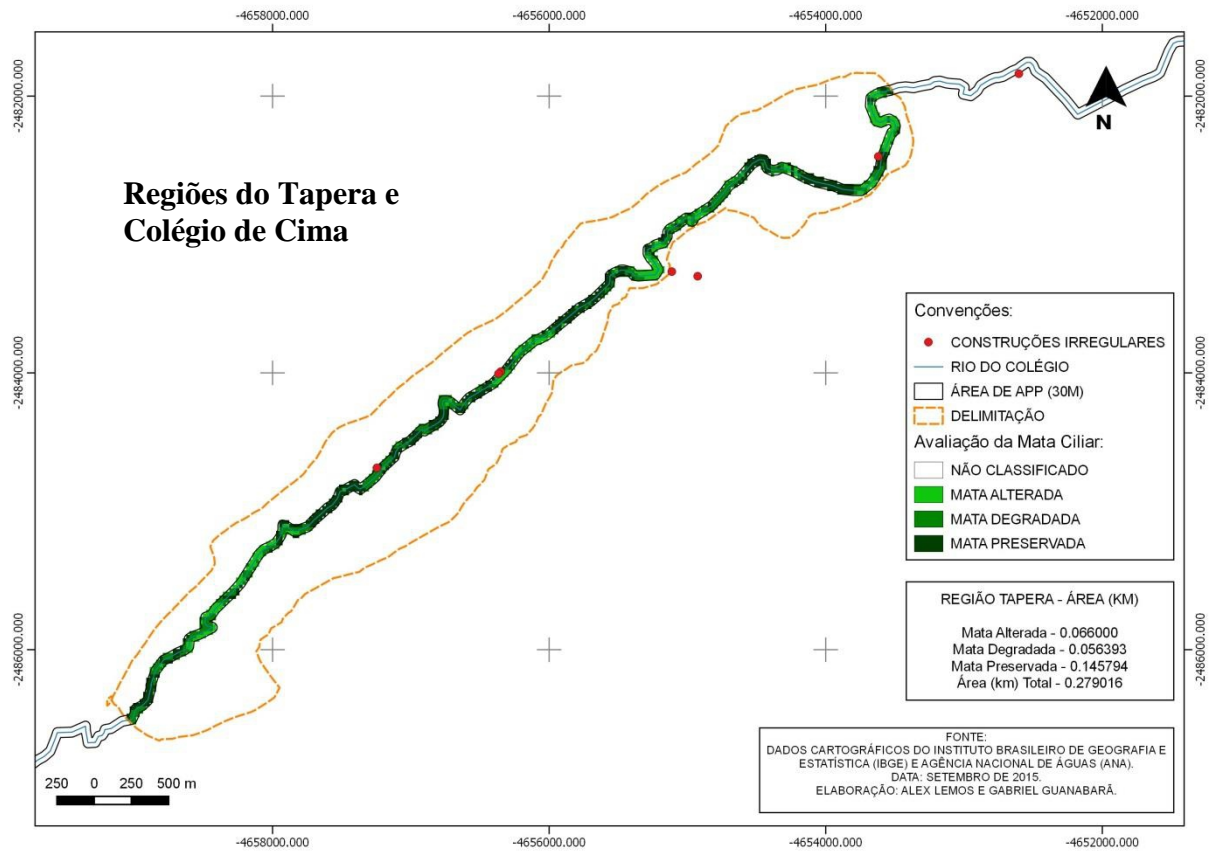 -4658000.000 -4656000.000 -4654000.000 -4652000.000
-2482000.000 -2482000.000
N
Regiões do Tapera e
Colégio de Cima
Convenções:
CONSTRUÇÕES IRREGULARES
RIO DO COLÉGIO
ÁREA DE APP (30M)
DELIMITAÇÃO
Avaliação da Mata Ciliar:
NÃO CLASSIFICADO
MATA ALTERADA
MATA DEGRADADA
MATA PRESERVADA
-2484000.000 -2484000.000
REGIÃO TAPERA - ÁREA (KM)
Mata Alterada - 0.066000
Mata Degradada - 0.056393
Mata Preservada - 0.145794
Área (km) Total - 0.279016
-2486000.000 -2486000.000
FONTE:
DADOS CARTOGRÁFICOS DO INSTITUTO BRASILEIRO DE GEOGRAFIA E
ESTATÍSTICA (IBGE) E AGÊNCIA NACIONAL DE ÁGUAS (ANA).
DATA: SETEMBRO DE 2015.
ELABORAÇÃO: ALEX LEMOS E GABRIEL GUANABARÃ.
250 0 250 500 m
-4658000.000 -4656000.000 -4654000.000 -4652000.000